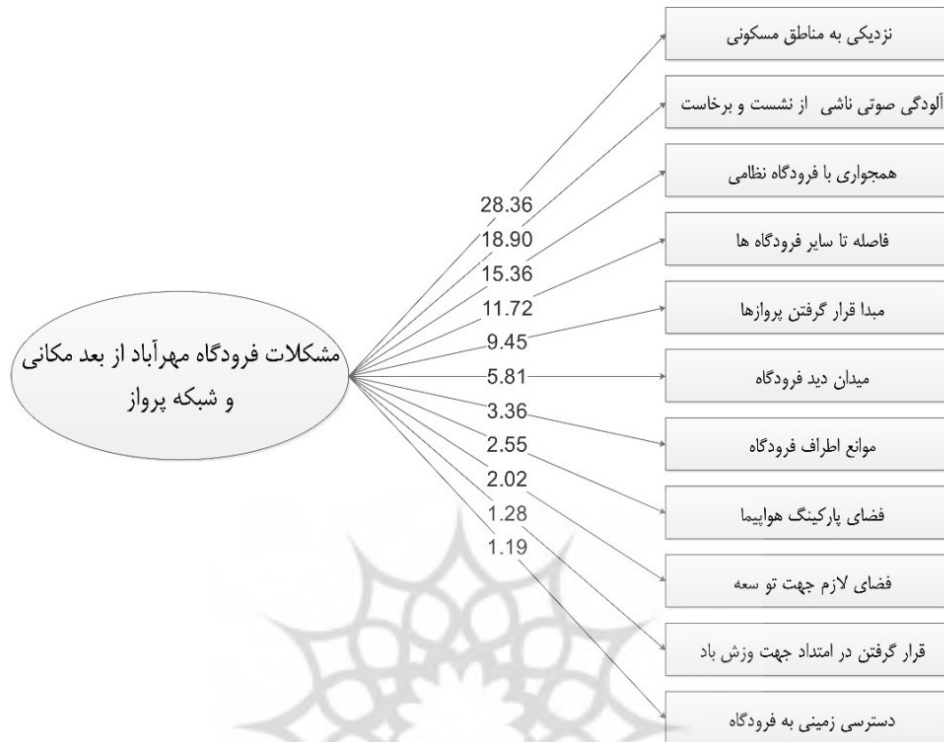 نزدیکی به مناطق مسکونی
آلودگی صوتی ناشی از نشست و برخاست
همجواری با فرودگاه نظامی
فاصله تا سایر فرودگاه ها
مبدا قرار گرفتن پروازها
میدان دید فرودگاه
موانع اطراف فرودگاه
فضای پارکینگ هواپیما
فضای لازم جهت تو سعه
قرار گرفتن در امتداد جهت وزش باد
دسترسی زمینی به فرودگاه
28.36
18.90
15.36
11.72
9.45
5.81
3.36
2.55
2.02
1.28
1.19
مشکلات فرودگاه مهرآباد از بعد مکانی
و شبکه پرواز